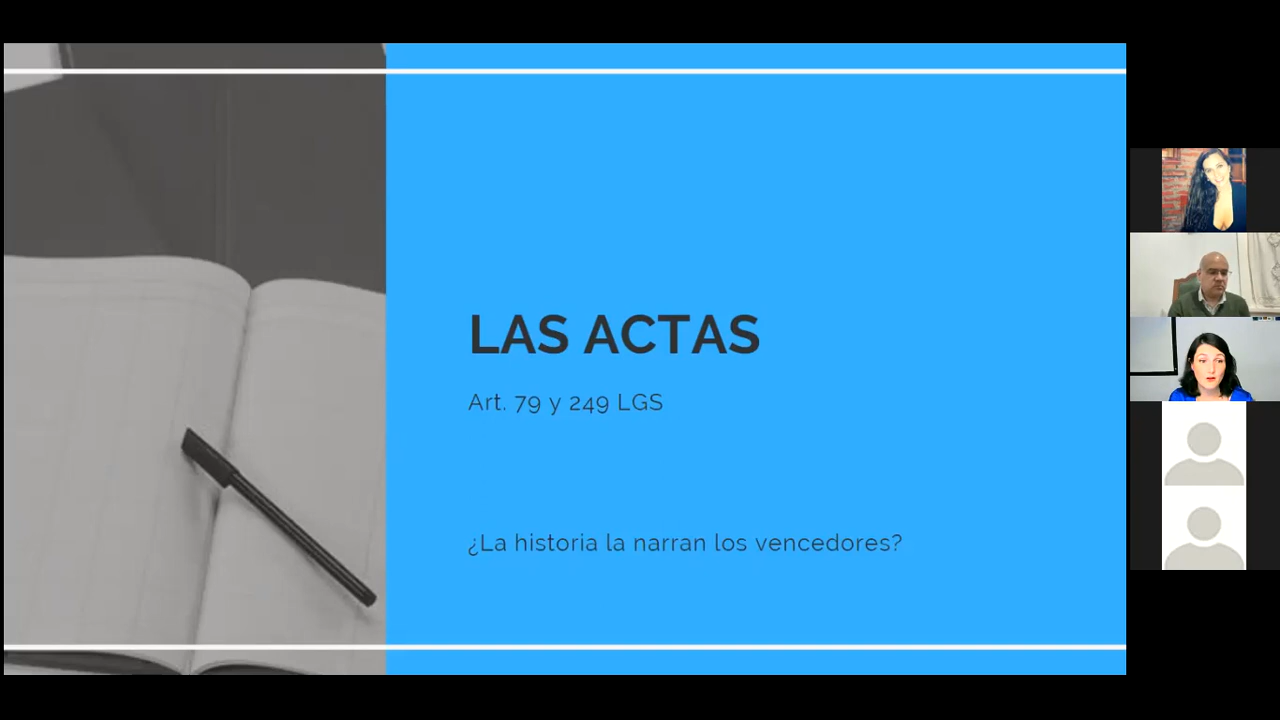 LAS ACTAS
Art. 79 y 249 LGS
¿La historia la narran los vencedores?